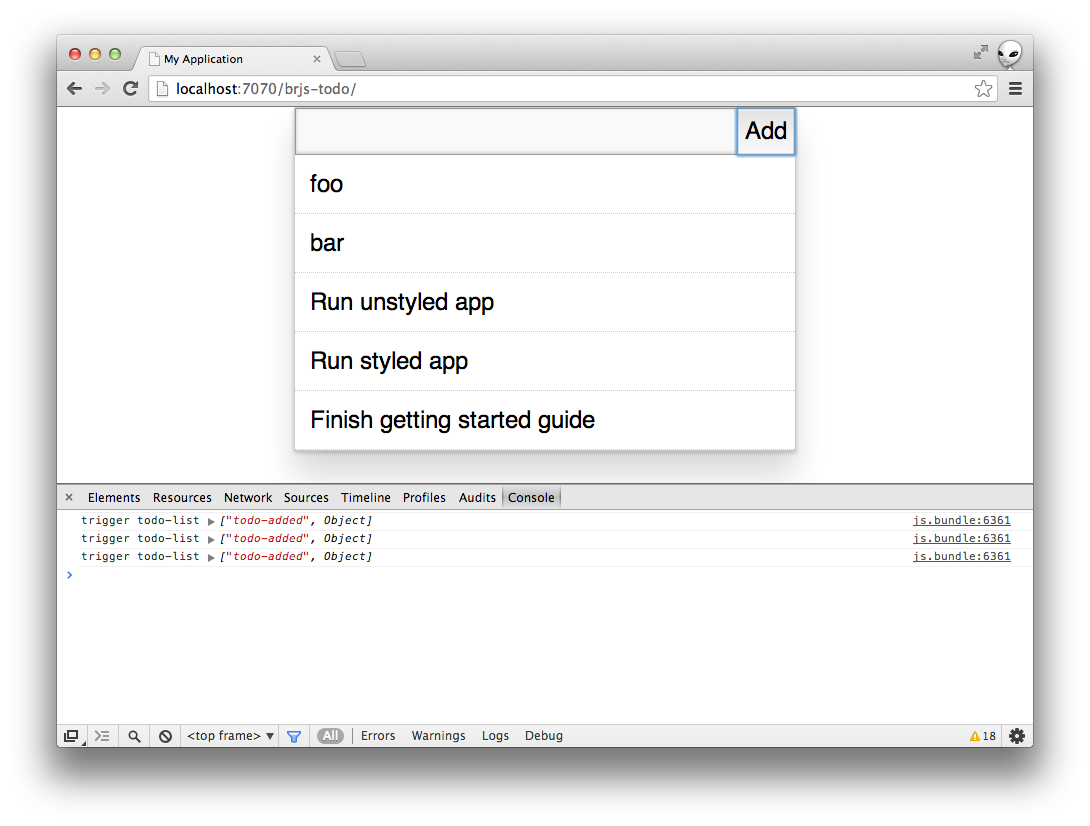 My Application
localhost:7070/brjs-todo/
Add
foo
bar
Run unstyled app
Run styled app
Finish getting started guide
Elements Resources Network Sources Timeline Profiles Audits Console
trigger todo-list ▶ ["todo-added", Object] js.bundle:6361
trigger todo-list ▶ ["todo-added", Object] js.bundle:6361
trigger todo-list ▶ ["todo-added", Object] js.bundle:6361
<top frame> ▼ All Errors Warnings Logs Debug 18